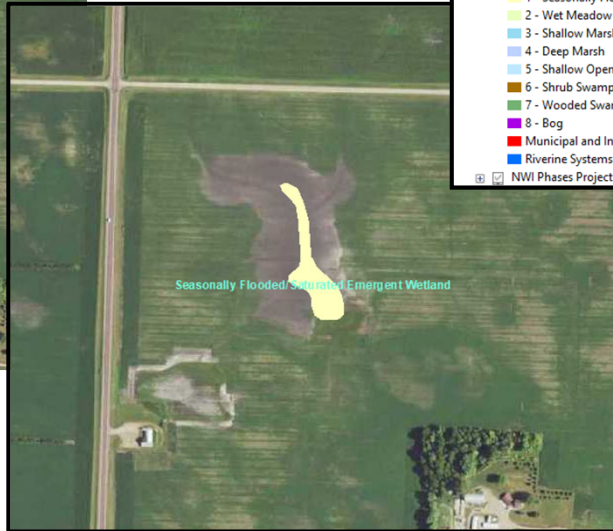 2 - Wet Meadow
3 - Shallow Mars
4 - Deep Marsh
5 - Shallow Open
6 - Shrub Swamp
7 - Wooded Swa
8 - Bog
Municipal and In
Riverine Systems
NWI Phases Project
Seasonally Flooded/Saturated Emergent Wetland